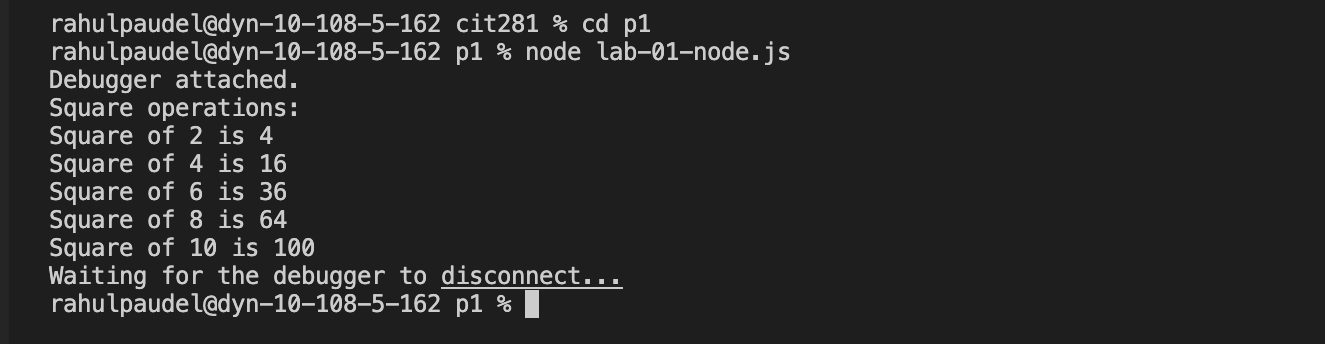 rahulpaudel@dyn-10-108-5-162 cit281 % cd p1
rahulpaudel@dyn-10-108-5-162 p1 % node lab-01-node.js
Debugger attached.
Square operations:
Square of 2 is 4
Square of 4 is 16
Square of 6 is 36
Square of 8 is 64
Square of 10 is 100
Waiting for the debugger to disconnect...
rahulpaudel@dyn-10-108-5-162 p1 %